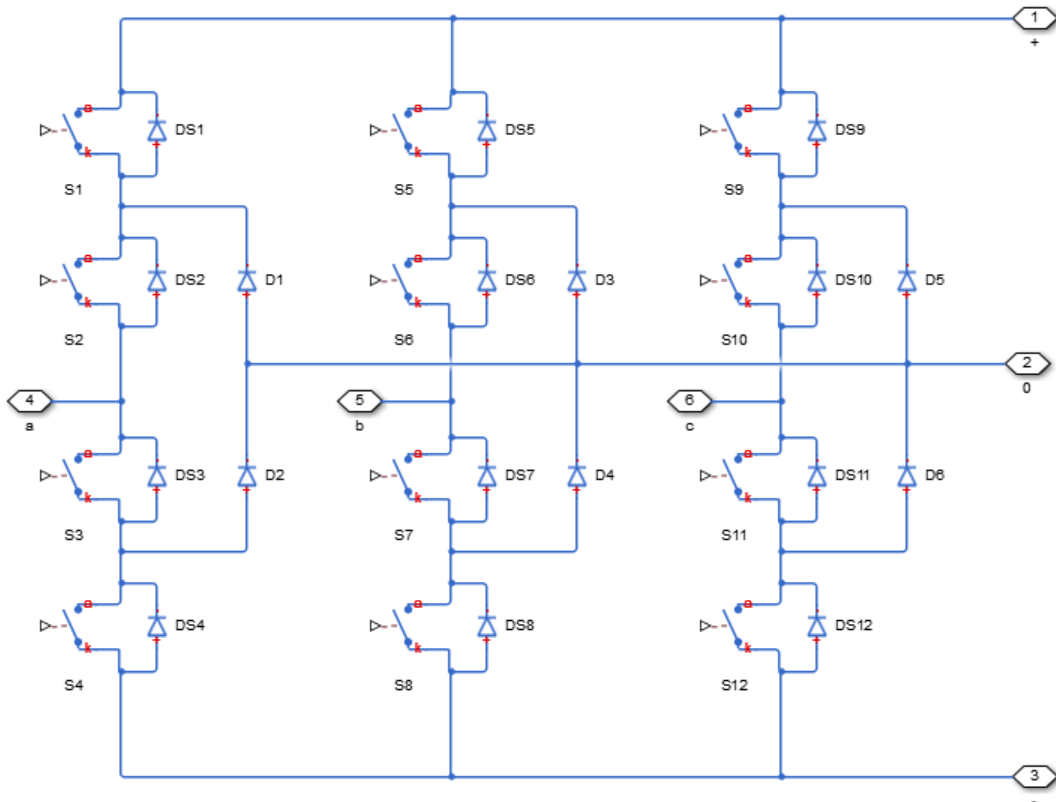 1
+
a
DS1
k
S1
a
DS5
k
S5
a
DS9
k
S9
a
DS2
D1
k
S2
a
DS6
D3
k
S6
a
DS10
D5
k
S10
2
0
4
a
5
b
6
c
a
DS3
D2
k
S3
a
DS7
D4
k
S7
a
DS11
D6
k
S11
a
DS4
k
S4
a
DS8
k
S8
a
DS12
k
S12
3